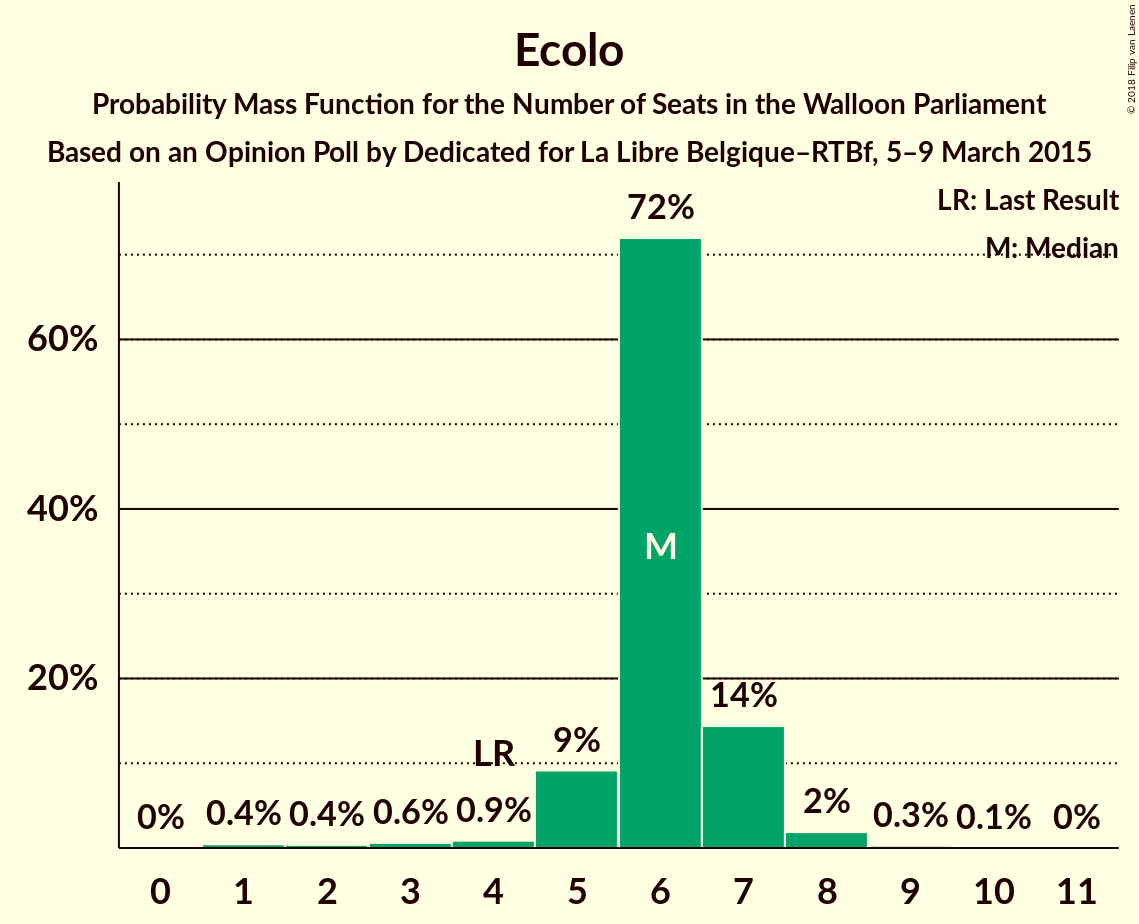 Ecolo
Probability Mass Function for the Number of Seats in the Walloon Parliament
Based on an Opinion Poll by Dedicated for La Libre Belgique–RTBf, 5–9 March 2015
© 2018 Filip van Laenen
LR: Last Result
M: Median
60%
40%
20%
0%
0.4%
0.4%
0.6%
0.9%
LR
9%
72%
M
14%
2%
0.3%
0.1%
0%
0 1 2 3 4 5 6 7 8 9 10 11